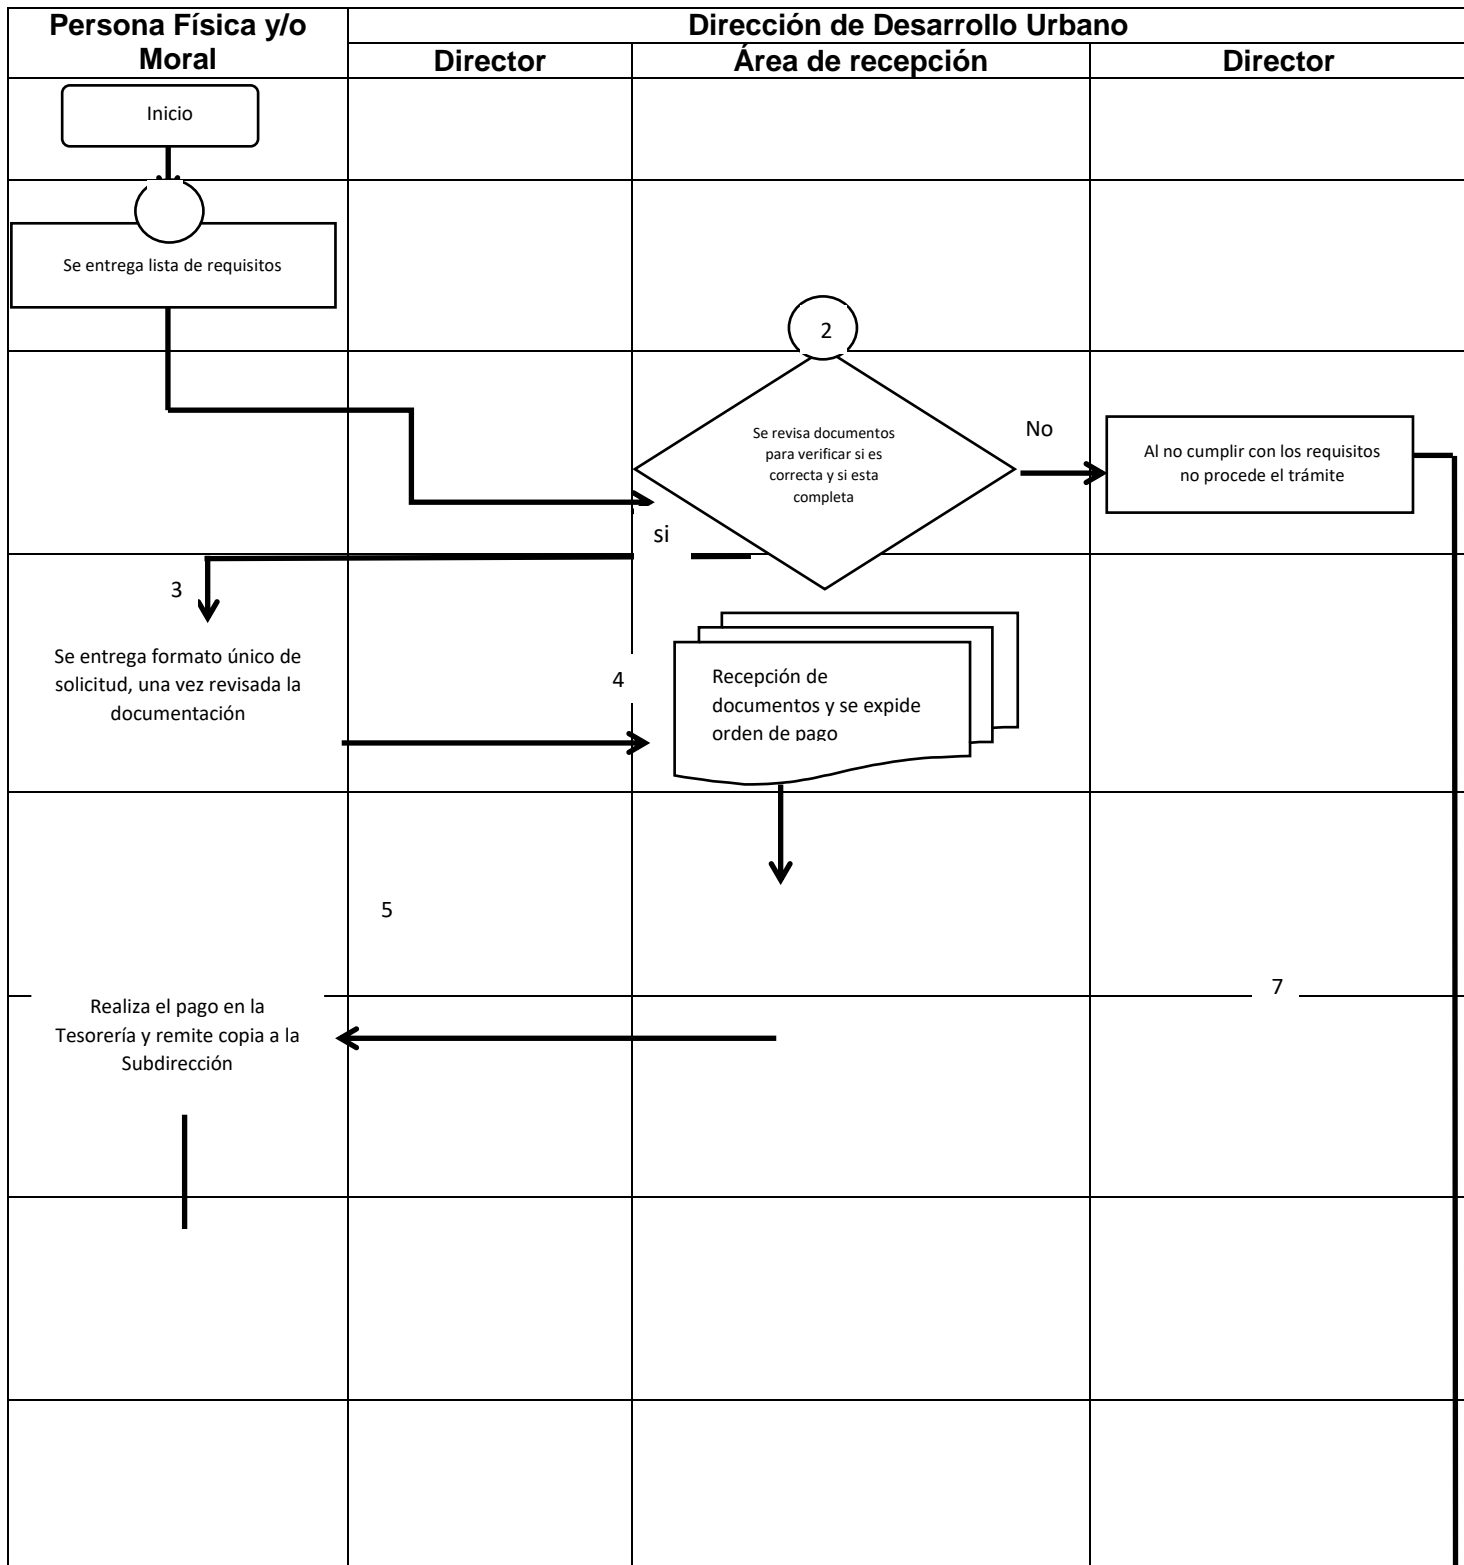 Persona Física y/o
Moral
Dirección de Desarrollo Urbano
Director
Área de recepción
Director
Inicio
Se entrega lista de requisitos
2
Se revisa documentos
para verificar si es
correcta y si esta
completa
No
Al no cumplir con los requisitos
no procede el trámite
si
3
Se entrega formato único de
solicitud, una vez revisada la
documentación
4
Recepción de
documentos y se expide
orden de pago
5
7
Realiza el pago en la
Tesorería y remite copia a la
Subdirección